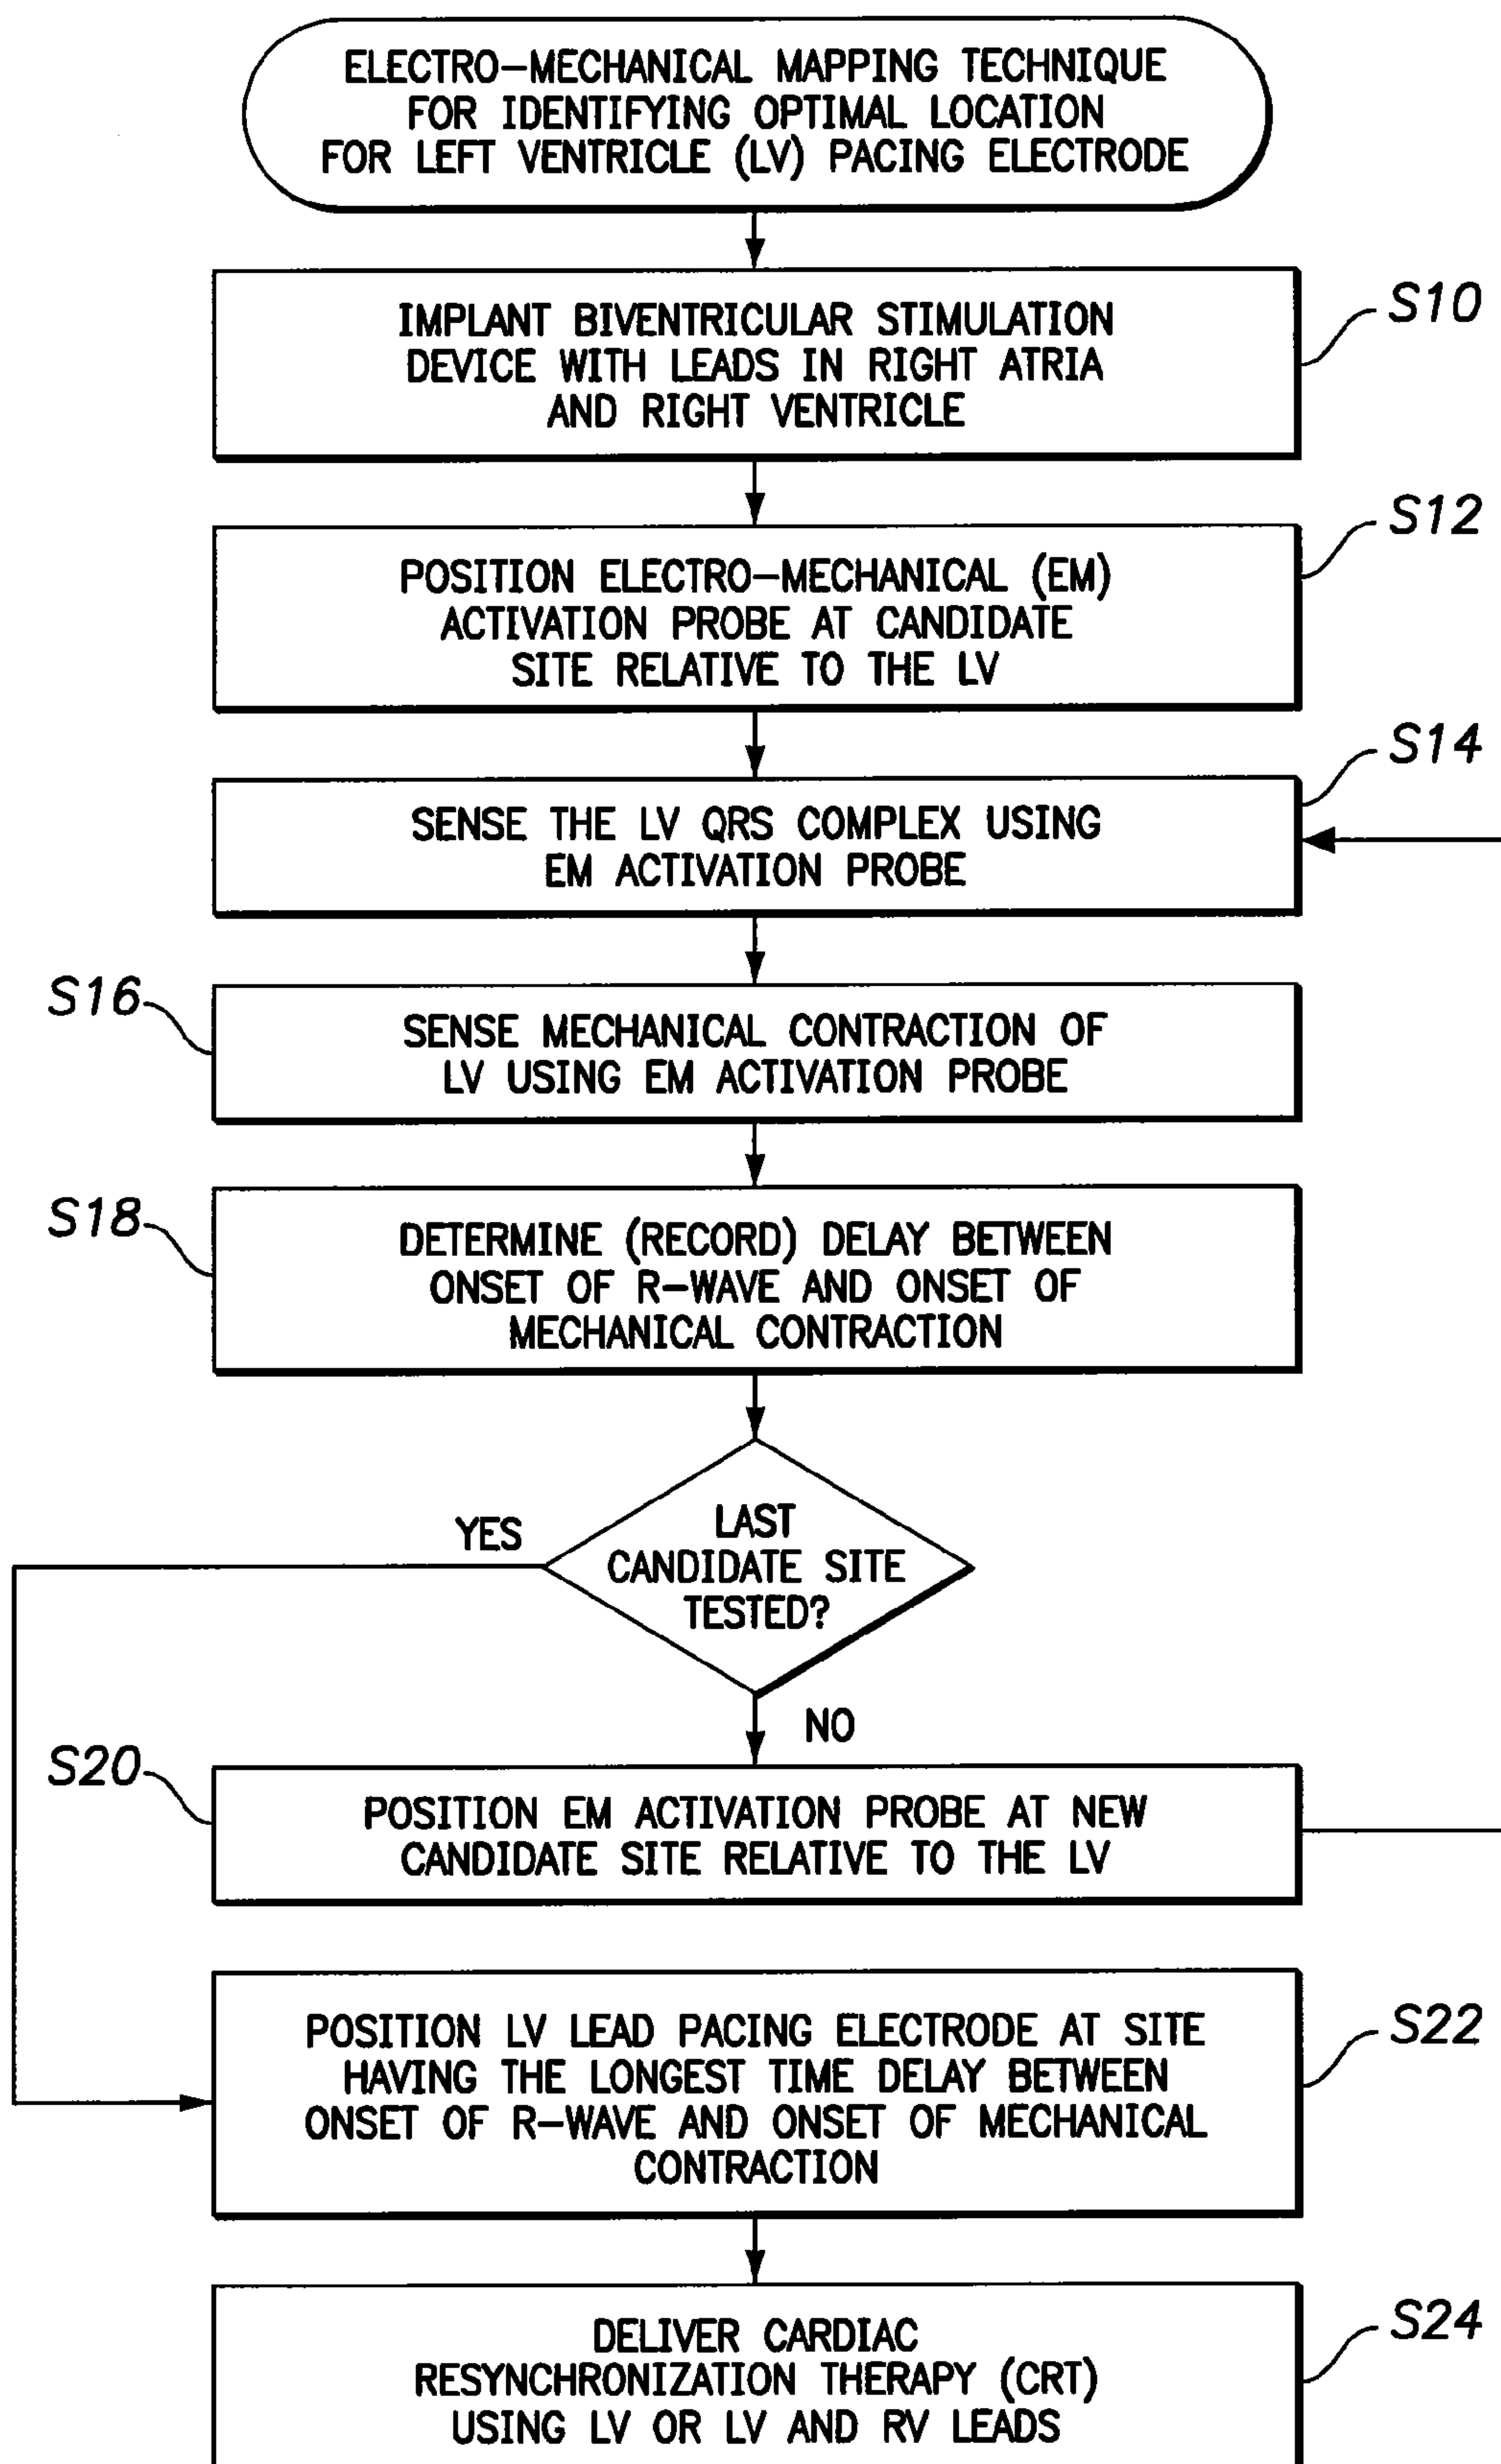 ELECTRO-MECHANICAL MAPPING TECHNIQUE
FOR IDENTIFYING OPTIMAL LOCATION
FOR LEFT VENTRICLE (LV) PACING ELECTRODE
IMPLANT BIVENTRICULAR STIMULATION
DEVICE WITH LEADS IN RIGHT ATRIA
AND RIGHT VENTRICLE
S10
POSITION ELECTRO-MECHANICAL (EM)
ACTIVATION PROBE AT CANDIDATE
SITE RELATIVE TO THE LV
S12
SENSE THE LV QRS COMPLEX USING
EM ACTIVATION PROBE
S14
S16
SENSE MECHANICAL CONTRACTION OF
LV USING EM ACTIVATION PROBE
S18
DETERMINE (RECORD) DELAY BETWEEN
ONSET OF R-WAVE AND ONSET OF
MECHANICAL CONTRACTION
YES
LAST
CANDIDATE SITE
TESTED?
NO
S20
POSITION EM ACTIVATION PROBE AT NEW
CANDIDATE SITE RELATIVE TO THE LV
POSITION LV LEAD PACING ELECTRODE AT SITE
HAVING THE LONGEST TIME DELAY BETWEEN
ONSET OF R-WAVE AND ONSET OF MECHANICAL
CONTRACTION
S22
DELIVER CARDIAC
RESYNCHRONIZATION THERAPY (CRT)
USING LV OR LV AND RV LEADS
S24